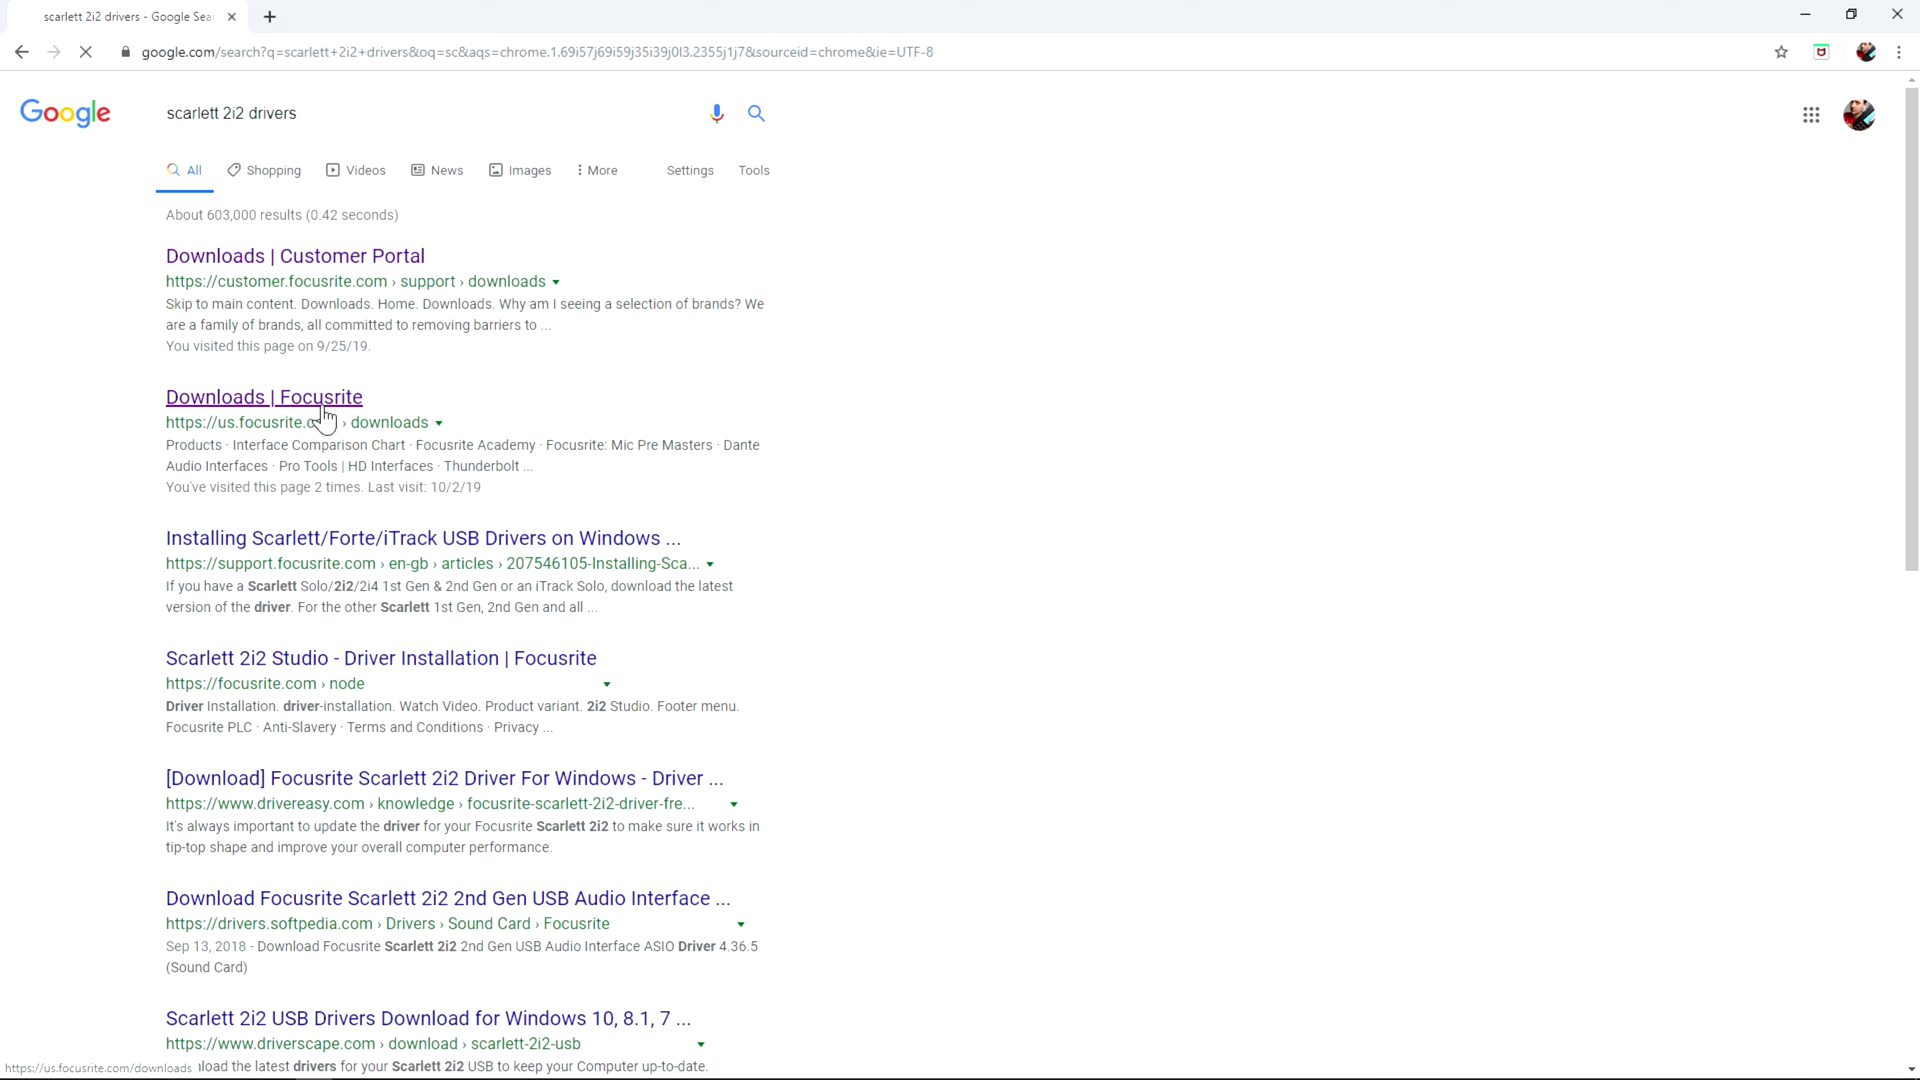 scarlett 2i2 drivers - Google Sea
google.com/search?q=scarlett+2i2+drivers&oq=sc&aqs=chrome.1.69i57j69i59j35i39j0l3.2355j1j7&sourceid=chrome&ie=UTF-8
Google
scarlett 2i2 drivers
All Shopping Videos News Images More Settings Tools
About 603,000 results (0.42 seconds)
Downloads | Customer Portal
https://customer.focusrite.com › support › downloads
Skip to main content. Downloads. Home. Downloads. Why am I seeing a selection of brands? We
are a family of brands, all committed to removing barriers to ...
You visited this page on 9/25/19.
Downloads | Focusrite
https://us.focusrite.c › downloads
Products · Interface Comparison Chart · Focusrite Academy · Focusrite: Mic Pre Masters · Dante
Audio Interfaces · Pro Tools | HD Interfaces · Thunderbolt ...
You've visited this page 2 times. Last visit: 10/2/19
Installing Scarlett/Forte/iTrack USB Drivers on Windows ...
https://support.focusrite.com › en-gb › articles › 207546105-Installing-Sca...
If you have a Scarlett Solo/2i2/2i4 1st Gen & 2nd Gen or an iTrack Solo, download the latest
version of the driver. For the other Scarlett 1st Gen, 2nd Gen and all ...
Scarlett 2i2 Studio - Driver Installation | Focusrite
https://focusrite.com › node
Driver Installation. driver-installation. Watch Video. Product variant. 2i2 Studio. Footer menu.
Focusrite PLC · Anti-Slavery · Terms and Conditions · Privacy ...
[Download] Focusrite Scarlett 2i2 Driver For Windows - Driver ...
https://www.drivereasy.com › knowledge › focusrite-scarlett-2i2-driver-fre...
It's always important to update the driver for your Focusrite Scarlett 2i2 to make sure it works in
tip-top shape and improve your overall computer performance.
Download Focusrite Scarlett 2i2 2nd Gen USB Audio Interface ...
https://drivers.softpedia.com › Drivers › Sound Card › Focusrite
Sep 13, 2018 - Download Focusrite Scarlett 2i2 2nd Gen USB Audio Interface ASIO Driver 4.36.5
(Sound Card)
Scarlett 2i2 USB Drivers Download for Windows 10, 8.1, 7 ...
https://www.driverscape.com › download › scarlett-2i2-usb
https://us.focusrite.com/downloads load the latest drivers for your Scarlett 2i2 USB to keep your Computer up-to-date.